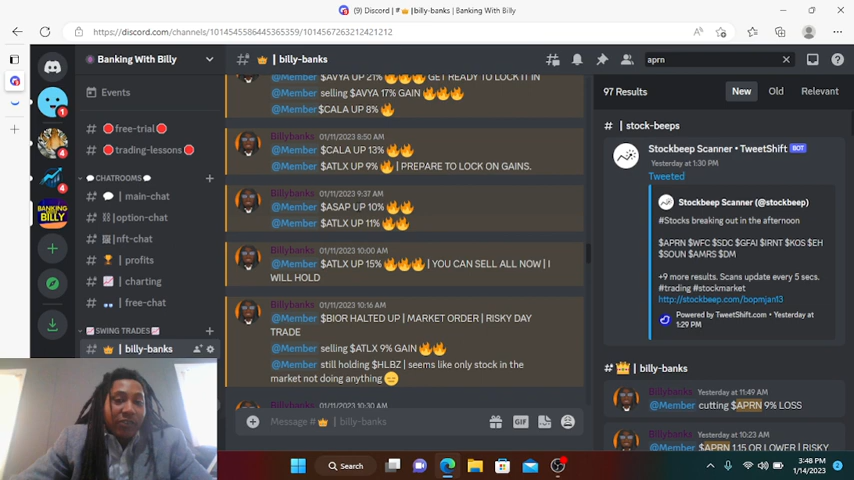 (9) Discord | #👑 |billy-banks | Banking With Billy
https://discord.com/channels/1014545586445365359/1014567263212421212
Banking With Billy
Events
# 🔴free-trial🔴
# 🔴trading-lessons🔴
💬CHATROOMS💬
# 💬 | main-chat
# |option-chat
# |nft-chat
# 🏆 | profits
# 📈 | charting
# | free-chat
📈SWING TRADES📈
# 👑 | billy-banks
👑 | billy-banks
$AVYA UP 21% 🔥🔥🔥 GET READY TO LOCK IT IN
@Member selling $AVYA 17% GAIN 🔥🔥🔥
@Member $CALA UP 8% 🔥
Billybanks 01/11/2023 8:50 AM
@Member $CALA UP 13% 🔥🔥
@Member $ATLX UP 9% 🔥 | PREPARE TO LOCK ON GAINS.
Billybanks 01/11/2023 9:37 AM
@Member $ASAP UP 10% 🔥🔥
@Member $ATLX UP 11% 🔥🔥
Billybanks 01/11/2023 10:00 AM
@Member $ATLX UP 15% 🔥🔥🔥 | YOU CAN SELL ALL NOW | I
WILL HOLD
Billybanks 01/11/2023 10:16 AM
@Member $BIOR HALTED UP | MARKET ORDER | RISKY DAY
TRADE
@Member selling $ATLX 9% GAIN 🔥🔥
@Member still holding $HLBZ | seems like only stock in the
market not doing anything 😑
Billybanks 01/11/2023 10:30 AM
Message #👑 | billy-banks
GIF
aprn
97 Results
New
Old
Relevant
# | stock-beeps
Stockbeep Scanner • TweetShift BOT
Yesterday at 1:30 PM
Tweeted
Stockbeep Scanner (@stockbeep)
#Stocks breaking out in the afternoon
$APRN $WFC $SDC $GFAI $IRNT $KOS $EH
$SOUN $AMRS $DM
+9 more results. Scans update every 5 secs.
#trading #stockmarket
http://stockbeep.com/bopmjan13
Powered by TweetShift.com • Yesterday at
1:29 PM
# 👑 | billy-banks
Billybanks Yesterday at 11:49 AM
@Member cutting $APRN 9% LOSS
Billybanks Yesterday at 10:23 AM
@Member $APRN 1.15 OR LOWER | RISKY
Search
3:48 PM
1/14/2023
2